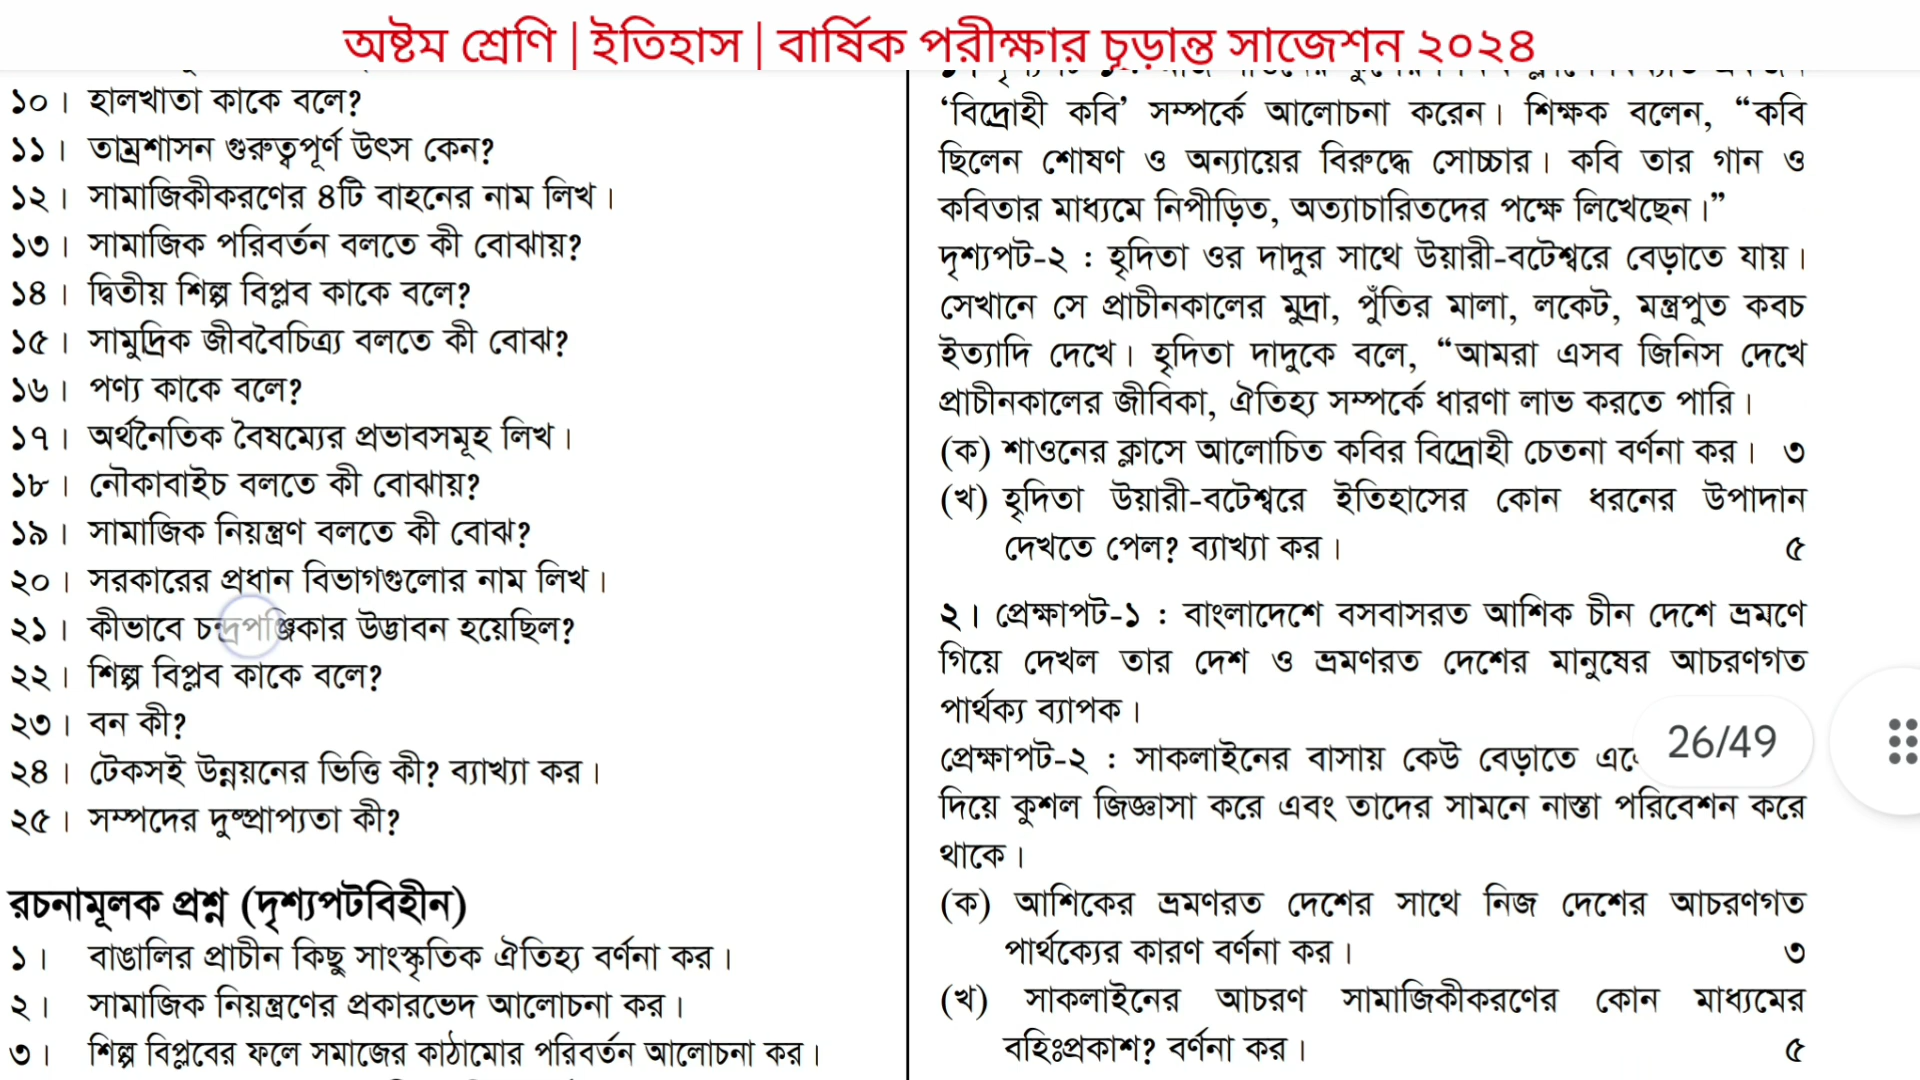 অষ্টম শ্রেণি | ইতিহাস | বার্ষিক পরীক্ষার চূড়ান্ত সাজেশন ২০২৪
১০। হালখাতা কাকে বলে?
১১। তাম্রশাসন গুরুত্বপূর্ণ উৎস কেন?
১২। সামাজিকীকরণের ৪টি বাহনের নাম লিখ।
১৩। সামাজিক পরিবর্তন বলতে কী বোঝায়?
১৪। দ্বিতীয় শিল্প বিপ্লব কাকে বলে?
১৫। সামুদ্রিক জীববৈচিত্র্য বলতে কী বোঝ?
১৬। পণ্য কাকে বলে?
১৭। অর্থনৈতিক বৈষম্যের প্রভাবসমূহ লিখ।
১৮। নৌকাবাইচ বলতে কী বোঝায়?
১৯। সামাজিক নিয়ন্ত্রণ বলতে কী বোঝ?
২০। সরকারের প্রধান বিভাগগুলোর নাম লিখ।
২১। কীভাবে চন্দ্রপঞ্জিকার উদ্ভাবন হয়েছিল?
২২। শিল্প বিপ্লব কাকে বলে?
২৩। বন কী?
২৪। টেকসই উন্নয়নের ভিত্তি কী? ব্যাখ্যা কর।
২৫। সম্পদের দুষ্প্রাপ্যতা কী?
রচনামূলক প্রশ্ন (দৃশ্যপটবিহীন)
১। বাঙালির প্রাচীন কিছু সাংস্কৃতিক ঐতিহ্য বর্ণনা কর।
২। সামাজিক নিয়ন্ত্রণের প্রকারভেদ আলোচনা কর।
৩। শিল্প বিপ্লবের ফলে সমাজের কাঠামোর পরিবর্তন আলোচনা কর।
‘বিদ্রোহী কবি’ সম্পর্কে আলোচনা করেন। শিক্ষক বলেন, “কবি
ছিলেন শোষণ ও অন্যায়ের বিরুদ্ধে সোচ্চার। কবি তার গান ও
কবিতার মাধ্যমে নিপীড়িত, অত্যাচারিতদের পক্ষে লিখেছেন।”
দৃশ্যপট-২ : হৃদিতা ওর দাদুর সাথে উয়ারী-বটেশ্বরে বেড়াতে যায়।
সেখানে সে প্রাচীনকালের মুদ্রা, পুঁতির মালা, লকেট, মন্ত্রপুত কবচ
ইত্যাদি দেখে। হৃদিতা দাদুকে বলে, “আমরা এসব জিনিস দেখে
প্রাচীনকালের জীবিকা, ঐতিহ্য সম্পর্কে ধারণা লাভ করতে পারি।
(ক) শাওনের ক্লাসে আলোচিত কবির বিদ্রোহী চেতনা বর্ণনা কর। ৩
(খ) হৃদিতা উয়ারী-বটেশ্বরে ইতিহাসের কোন ধরনের উপাদান
দেখতে পেল? ব্যাখ্যা কর। ৫
২। প্রেক্ষাপট-১ : বাংলাদেশে বসবাসরত আশিক চীন দেশে ভ্রমণে
গিয়ে দেখল তার দেশ ও ভ্রমণরত দেশের মানুষের আচরণগত
পার্থক্য ব্যাপক।
প্রেক্ষাপট-২ : সাকলাইনের বাসায় কেউ বেড়াতে
দিয়ে কুশল জিজ্ঞাসা করে এবং তাদের সামনে নাস্তা পরিবেশন করে
থাকে।
(ক) আশিকের ভ্রমণরত দেশের সাথে নিজ দেশের আচরণগত
পার্থক্যের কারণ বর্ণনা কর। ৩
(খ) সাকলাইনের আচরণ সামাজিকীকরণের কোন মাধ্যমের
বহিঃপ্রকাশ? বর্ণনা কর। ৫
26/49